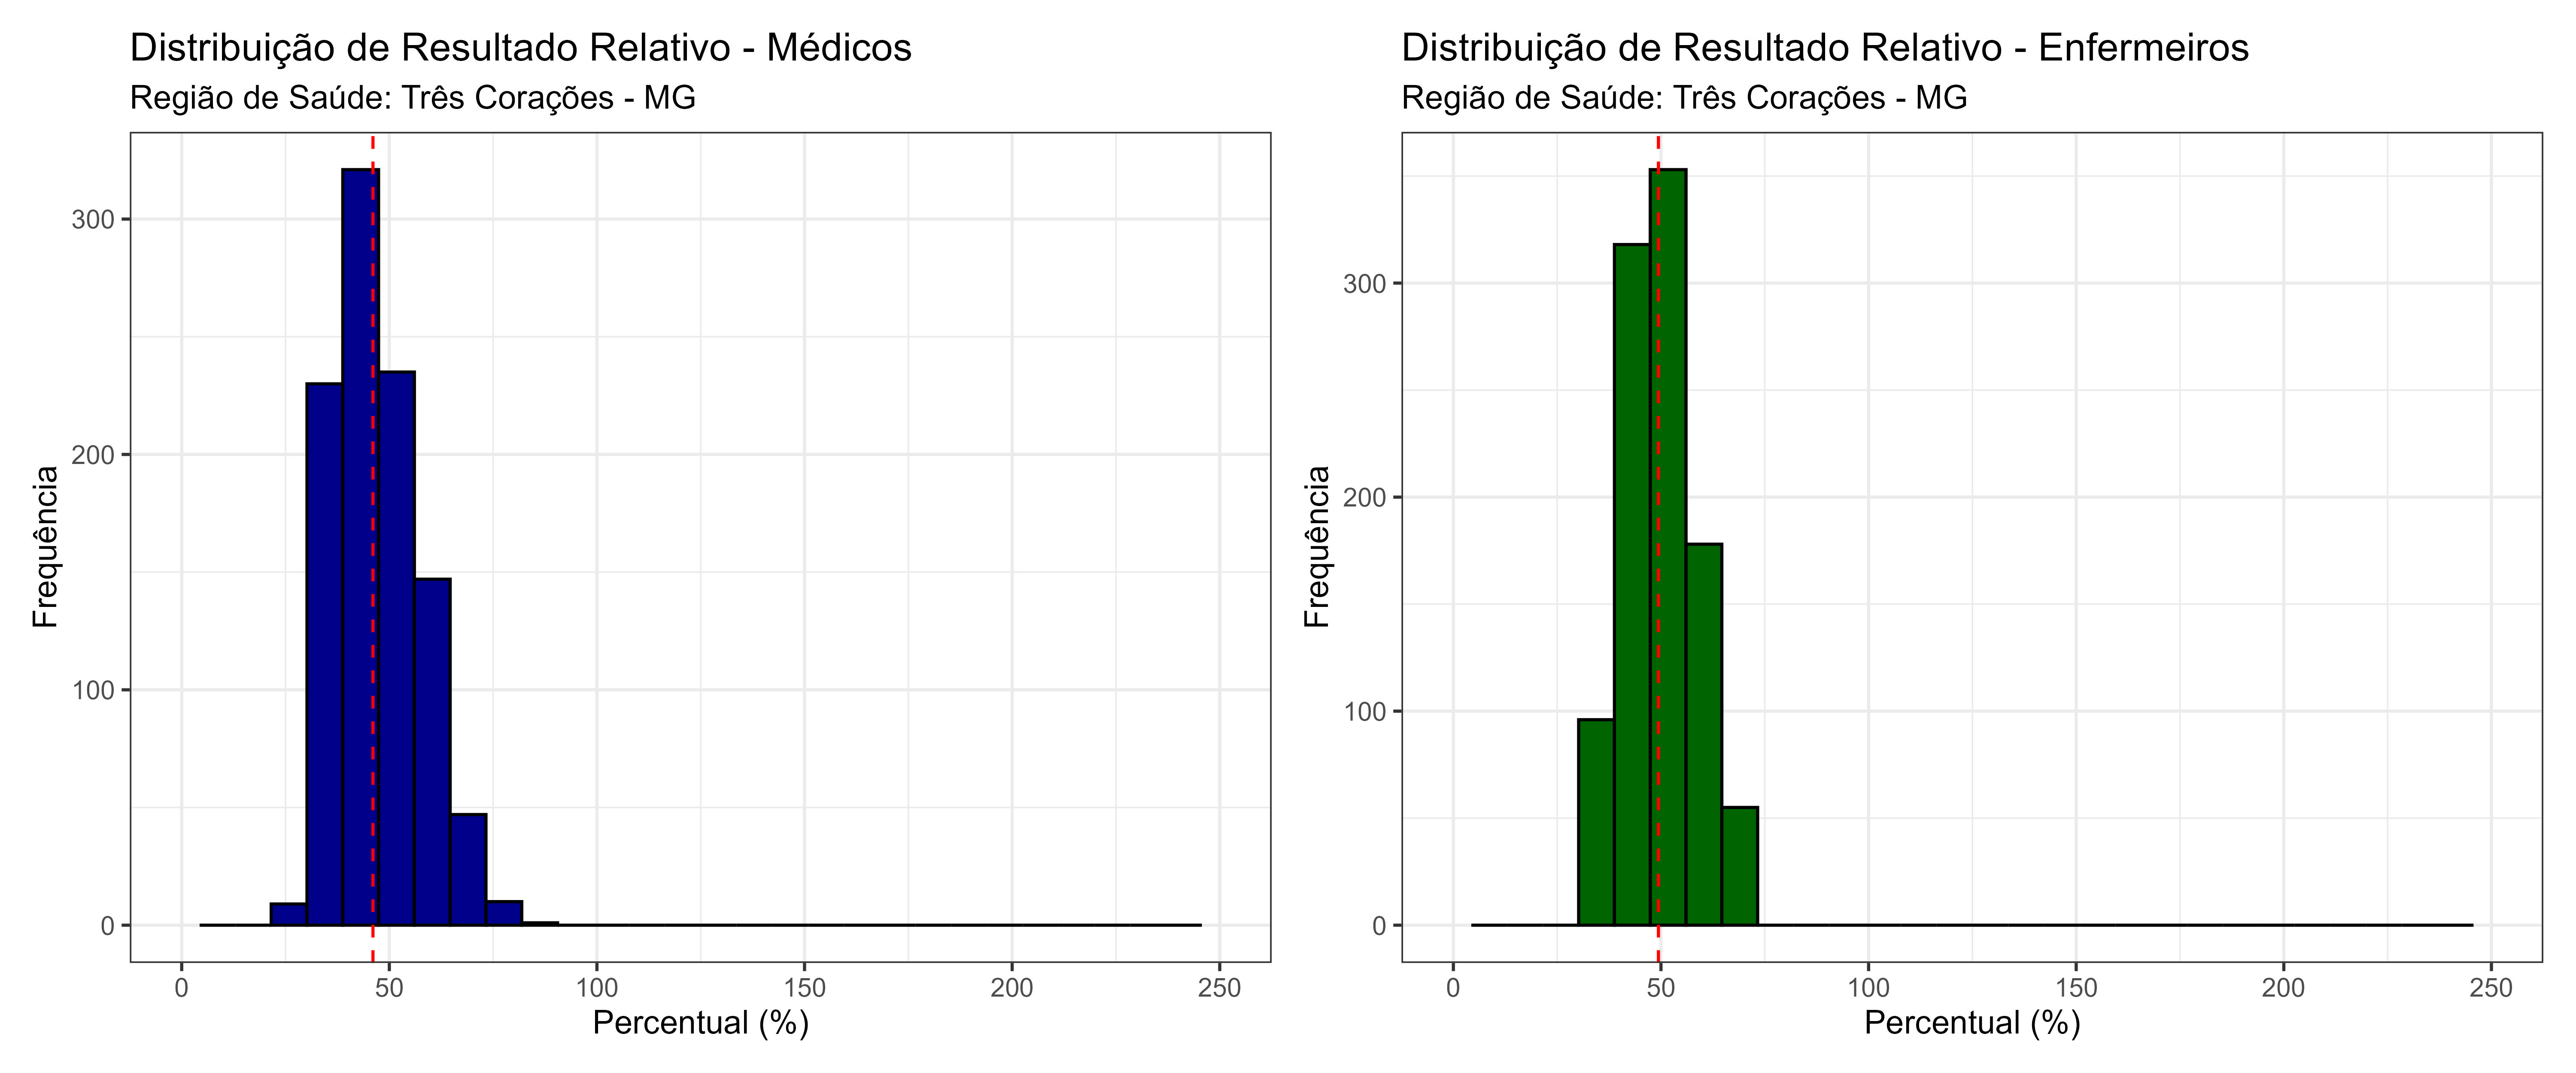 Distribuição de Resultado Relativo - Médicos
Região de Saúde: Três Corações - MG
Frequência
300
200
100
0
0 50 100 150 200 250
Percentual (%)
Distribuição de Resultado Relativo - Enfermeiros
Região de Saúde: Três Corações - MG
Frequência
300
200
100
0
0 50 100 150 200 250
Percentual (%)